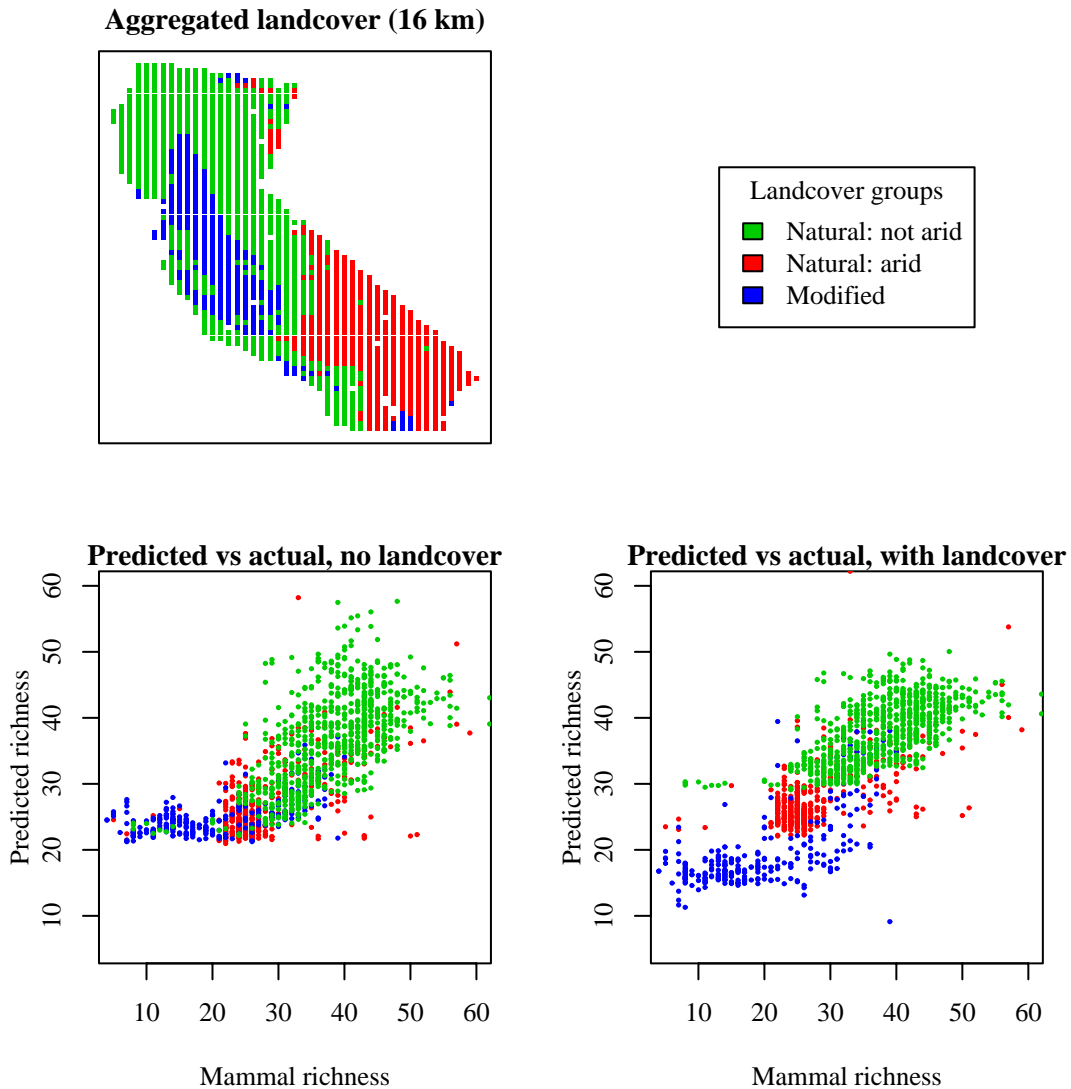 Aggregated landcover (16 km)
Landcover groups
Natural: not arid
Natural: arid
Modified
Predicted vs actual, no landcover
Predicted richness
60
50
40
30
20
10
10 20 30 40 50 60
Mammal richness
Predicted vs actual, with landcover
Predicted richness
60
50
40
30
20
10
10 20 30 40 50 60
Mammal richness